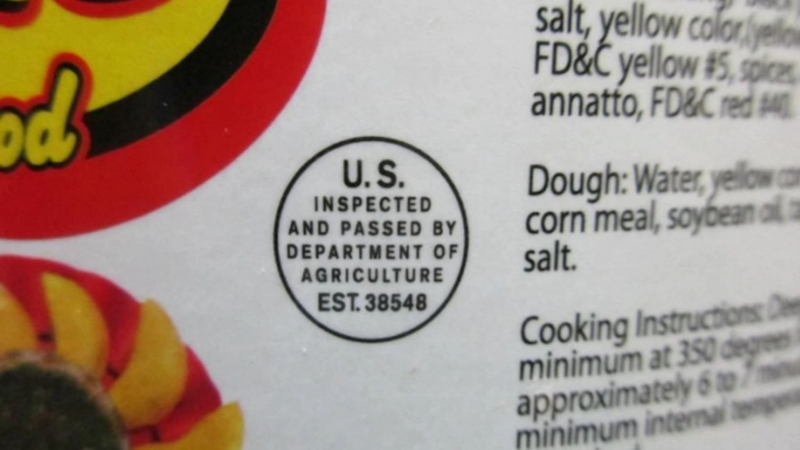 od
U.S.
INSPECTED
AND PASSED BY
DEPARTMENT OF
AGRICULTURE
EST. 38548
salt, yellow color, (yellow
FD&C yellow #5, spices,
annatto, FD&C red #40,
Dough: Water, yellow
corn meal, soybean oil,
salt.
Cooking Instructions:
minimum at 350 degrees
approximately 6 to 7
minimum internal